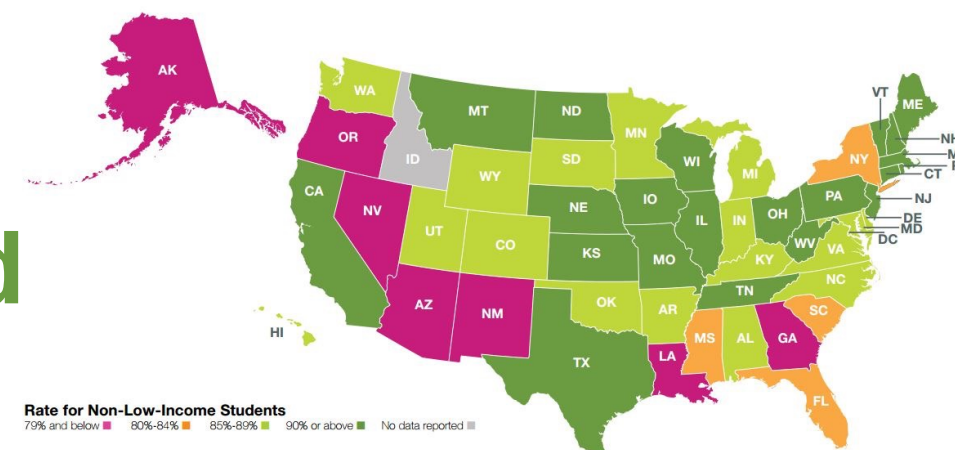 AK
WA
MT
ND
MN
VT
ME
NH
OR
ID
SD
WI
MI
NY
CT
WY
NJ
CA
NV
NE
IO
PA
IL
IN
OH
DE
MD
UT
CO
WV
VA
DC
KS
MO
KY
NC
AZ
NM
OK
AR
TN
SC
HI
TX
LA
MS
AL
GA
FL
Rate for Non-Low-Income Students
79% and below 80%-84% 85%-89% 90% or above No data reported